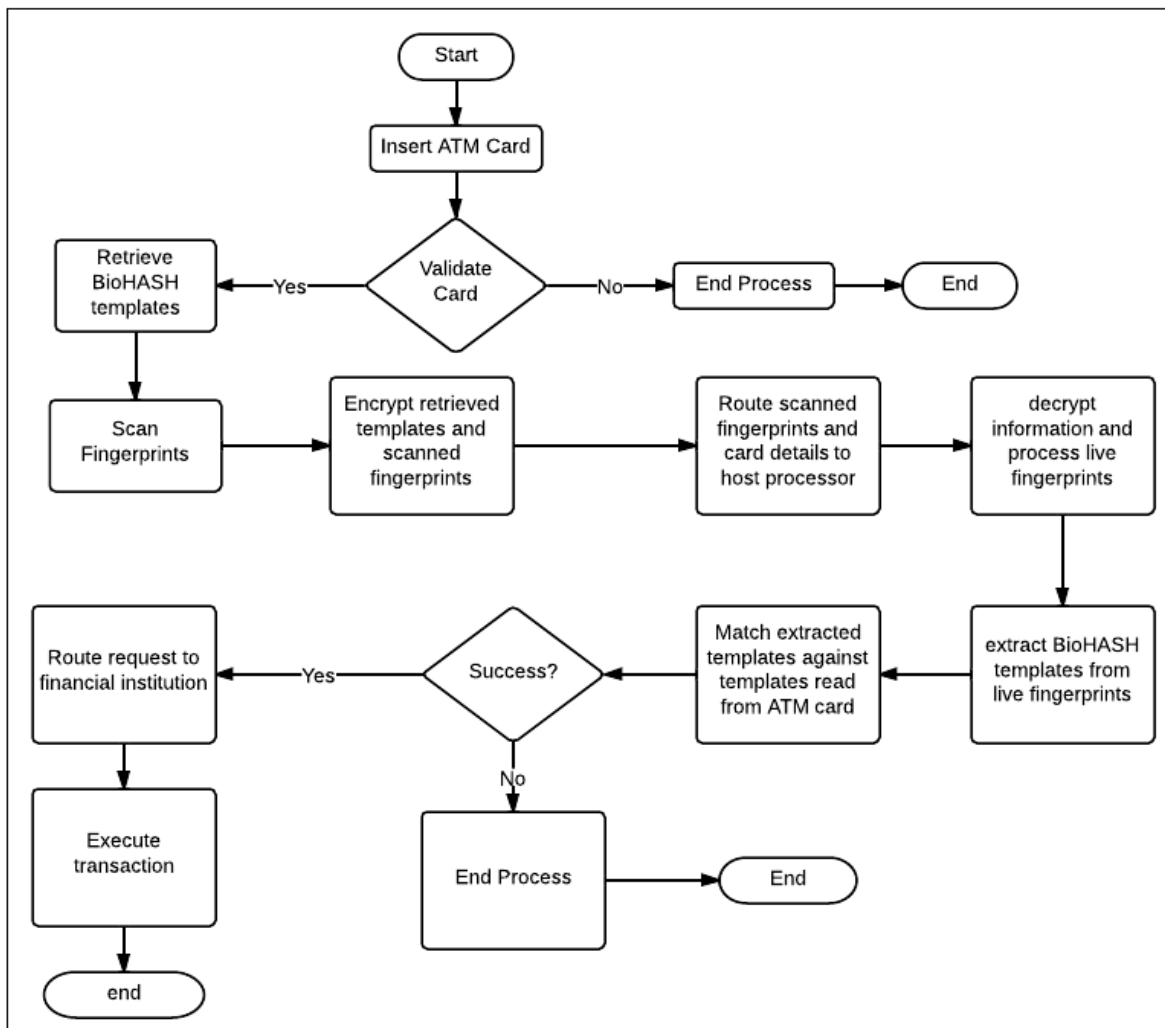 Start
Insert ATM Card
Validate
Card
Yes
No
Retrieve
BioHASH
templates
End Process
End
Scan
Fingerprints
Encrypt retrieved
templates and
scanned
fingerprints
Route scanned
fingerprints and
card details to
host processor
decrypt
information and
process live
fingerprints
extract BioHASH
templates from
live fingerprints
Match extracted
templates against
templates read
from ATM card
Success?
Yes
No
Route request to
financial institution
Execute
transaction
end
End Process
End